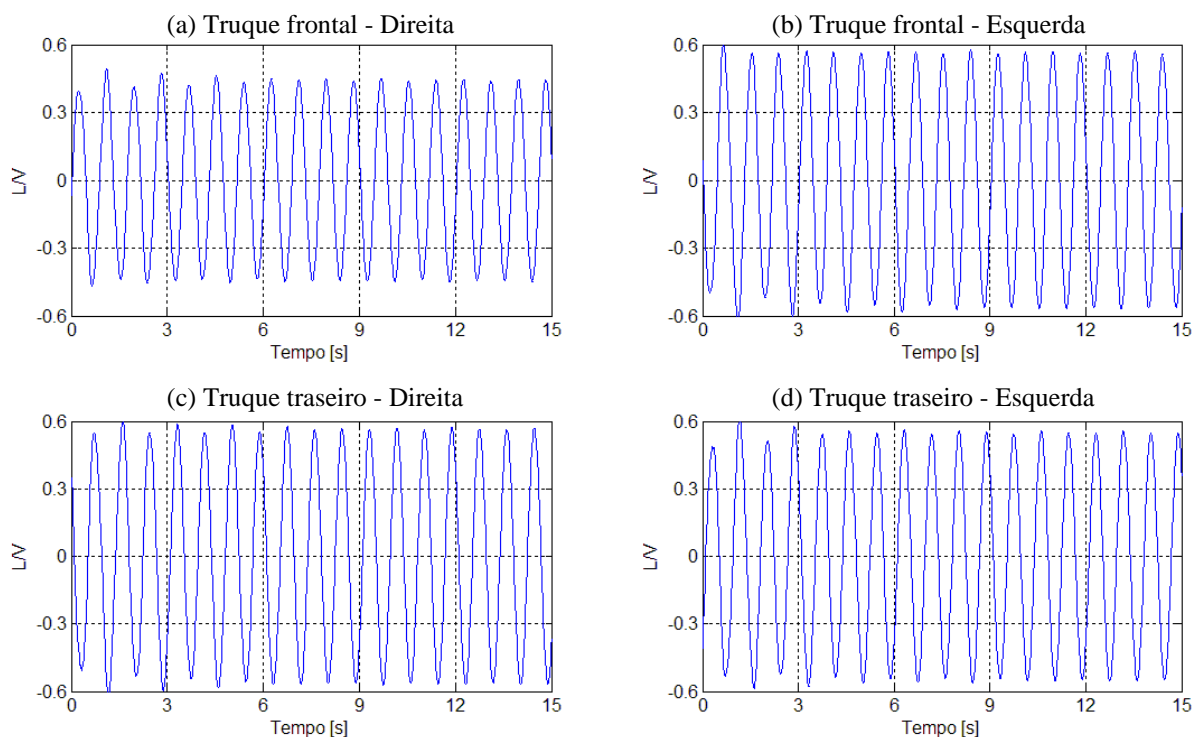 (a) Truque frontal - Direita
0.6
0.3
0
-0.3
-0.6
L/V
0 3 6 9 12 15
Tempo [s]
(b) Truque frontal - Esquerda
0.6
0.3
0
-0.3
-0.6
L/V
0 3 6 9 12 15
Tempo [s]
(c) Truque traseiro - Direita
0.6
0.3
0
-0.3
-0.6
L/V
0 3 6 9 12 15
Tempo [s]
(d) Truque traseiro - Esquerda
0.6
0.3
0
-0.3
-0.6
L/V
0 3 6 9 12 15
Tempo [s]